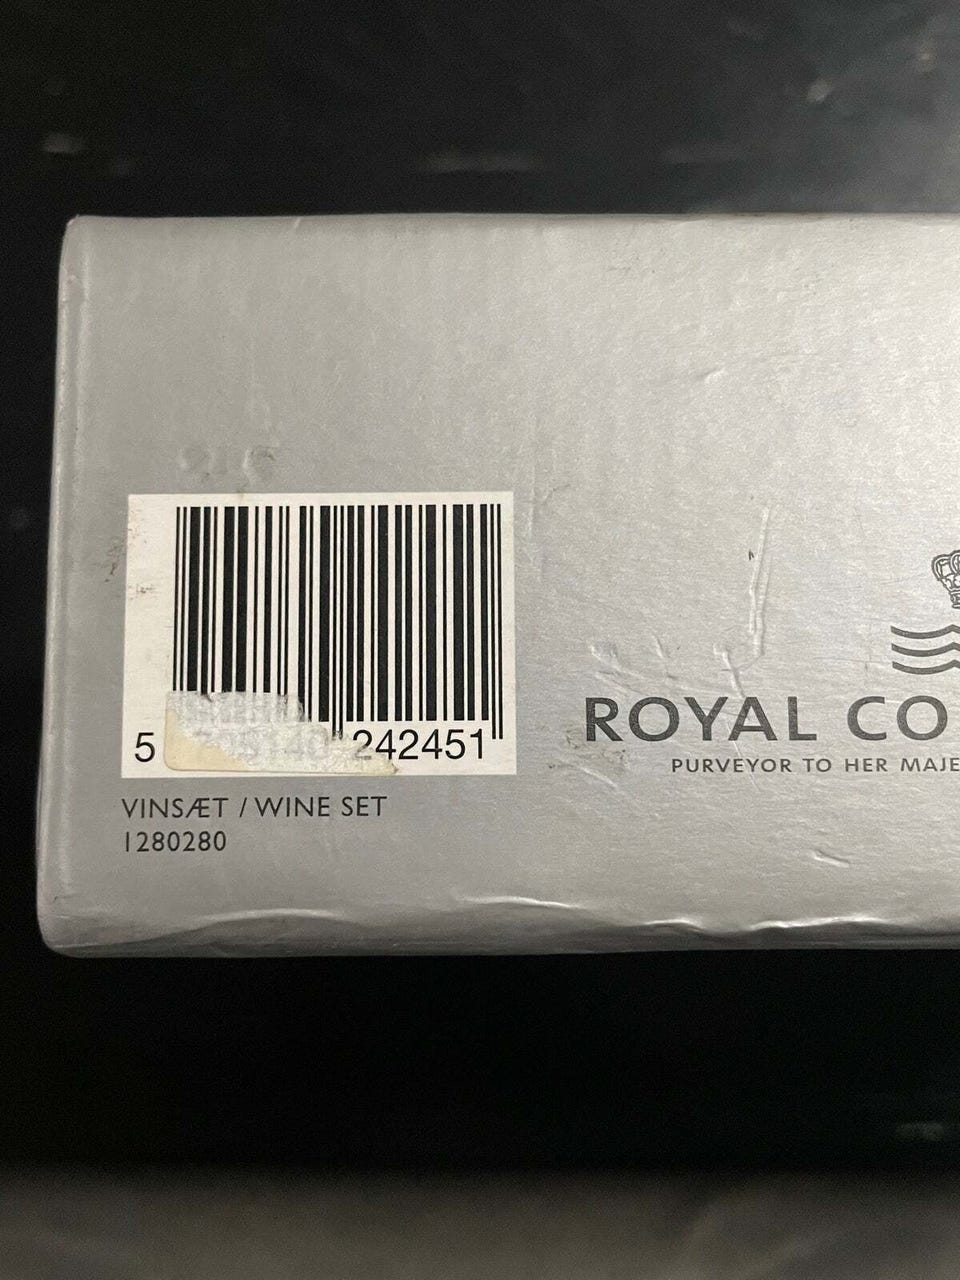 5 242451
VINSÆT / WINE SET
1280280
ROYAL CO
PURVEYOR TO HER MAJE